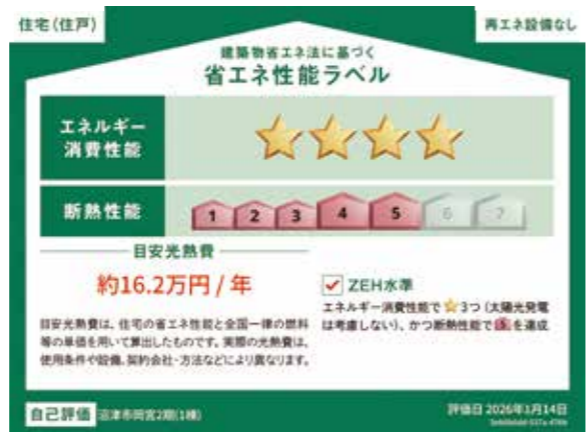 住宅(住戸)
再エネ設備なし
建築物省エネ法に基づく
省エネ性能ラベル
エネルギー
消費性能
断熱性能
1 2 3 4 5 6 7
目安光熱費
約16.2万円 / 年
目安光熱費は、住宅の省エネ性能と全国一律の燃料
等の単価を用いて算出したものです。実際の光熱費は、
使用条件や設備、契約会社・方法などにより異なります。
ZEH水準
エネルギー消費性能で 3つ (太陽光発電
は考慮しない)、かつ断熱性能で 5 を達成
自己評価 沼津市岡宮2期(1棟)
評価日 2026年1月14日